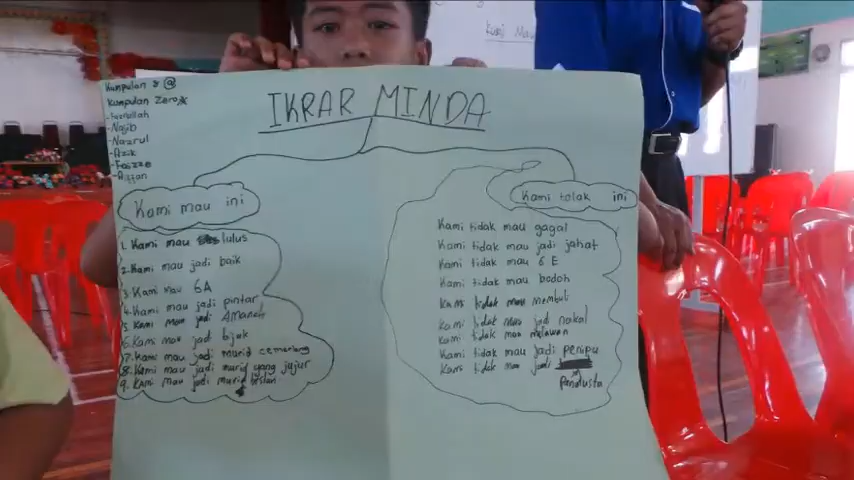 Kumpulan 8 @
Kumpulan Zero
- Najib
- Nazrul
- Azik
IKRAR MINDA
Kami mau ini
1. Kami mau lulus
2. Kami mau jadi baik
3. Kami mau 6A
4. Kami mau jadi pintar
5. Kami mau jadi Amanah
6. Kami mau jadi bijak
7. Kami mau jadi murid cemerlang
8. Kami mau jadi murid yang jujur
9. Kami mau jadi murid
Kami tolak ini
Kami tidak mau gagal
Kami tidak mau jadi jahat
Kami tidak mau 6E
Kami tidak mau bodoh
Kami tidak mau membuli
Kami tidak mau jadi nakal
Kami tidak mau melawan
Kami tidak mau jadi penipu
Kami tidak mau jadi
Pendusta